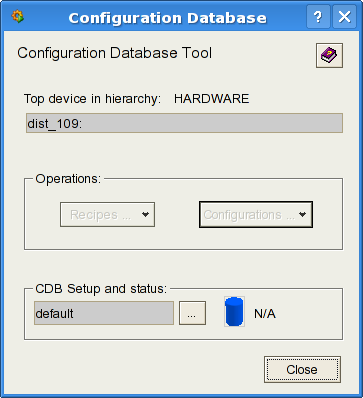 Configuration Database
Configuration Database Tool
Top device in hierarchy: HARDWARE
dist_109:
Operations:
Recipes ...
Configurations ...
CDB Setup and status:
default
...
N/A
Close